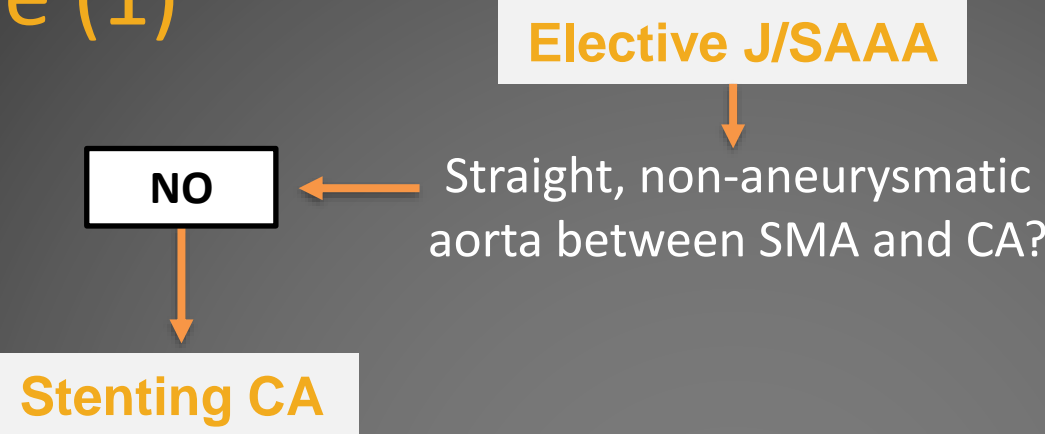 e (1)
Elective J/SAAA
Straight, non-aneurysmatic
aorta between SMA and CA?
NO
Stenting CA